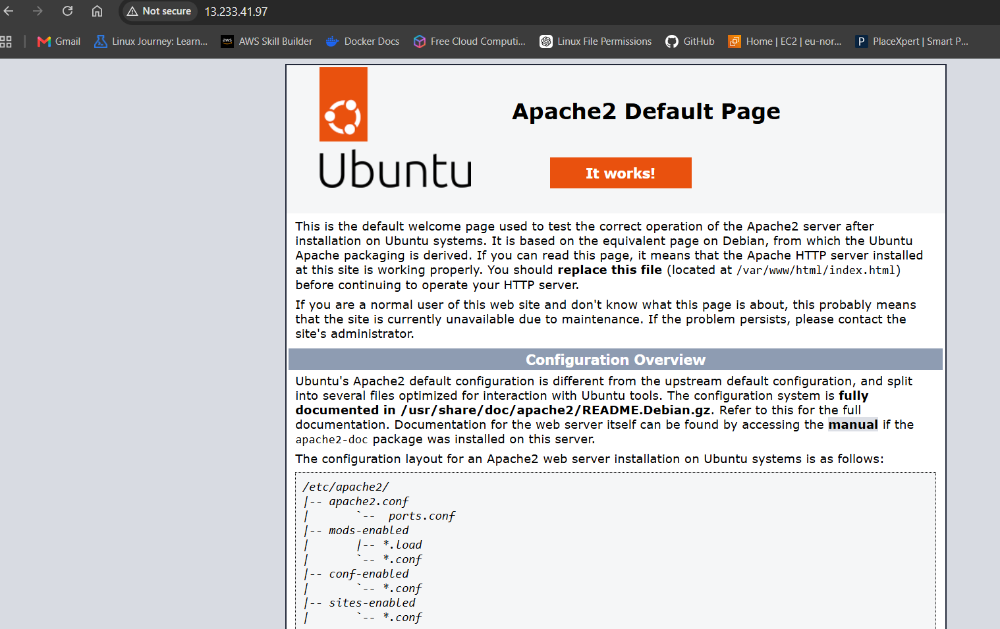 Not secure 13.233.41.97
Gmail Linux Journey: Learn... aws AWS Skill Builder Docker Docs Free Cloud Computi... Linux File Permissions GitHub Home | EC2 | eu-nor... P PlaceXpert | Smart P...
Apache2 Default Page
Ubuntu
It works!
This is the default welcome page used to test the correct operation of the Apache2 server after
installation on Ubuntu systems. It is based on the equivalent page on Debian, from which the Ubuntu
Apache packaging is derived. If you can read this page, it means that the Apache HTTP server installed
at this site is working properly. You should replace this file (located at /var/www/html/index.html)
before continuing to operate your HTTP server.
If you are a normal user of this web site and don't know what this page is about, this probably means
that the site is currently unavailable due to maintenance. If the problem persists, please contact the
site's administrator.
Configuration Overview
Ubuntu's Apache2 default configuration is different from the upstream default configuration, and split
into several files optimized for interaction with Ubuntu tools. The configuration system is fully
documented in /usr/share/doc/apache2/README.Debian.gz. Refer to this for the full
documentation. Documentation for the web server itself can be found by accessing the manual if the
apache2-doc package was installed on this server.
The configuration layout for an Apache2 web server installation on Ubuntu systems is as follows:
/etc/apache2/
|-- apache2.conf
|       `--  ports.conf
|-- mods-enabled
|       |-- *.load
|       `-- *.conf
|-- conf-enabled
|       `-- *.conf
|-- sites-enabled
|       `-- *.conf